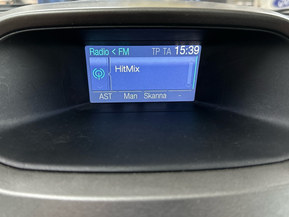 Radio < FM TP TA 15:39
HitMix
AST Man Skanna -